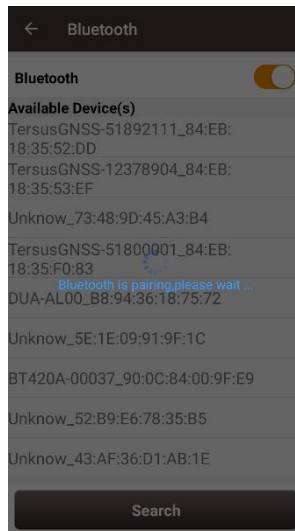 Bluetooth
Bluetooth
Available Device(s)
TersusGNSS-51892111_84:EB:
18:35:52:DD
TersusGNSS-12378904_84:EB:
18:35:53:EF
Unknow_73:48:9D:45:A3:B4
TersusGNSS-51800001_84:EB:
18:35:F0:83
Bluetooth is pairing,please wait ...
DUA-AL00_B8:94:36:18:75:72
Unknow_5E:1E:09:91:9F:1C
BT420A-00037_90:0C:84:00:9F:E9
Unknow_52:B9:E6:78:35:B5
Unknow_43:AF:36:D1:AB:1E
Search